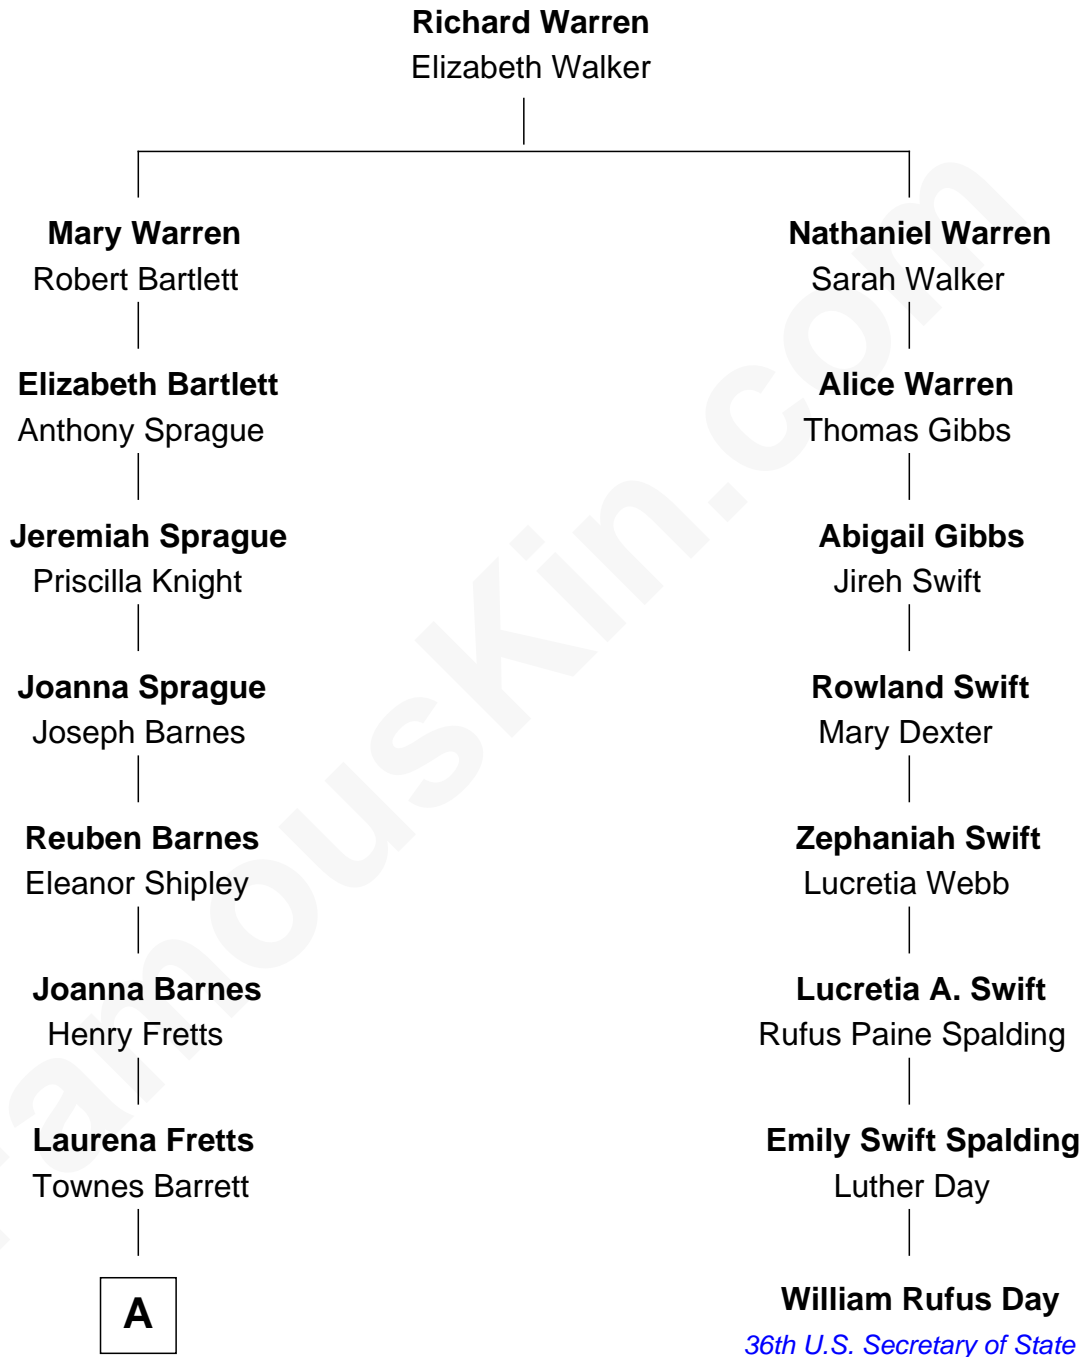 Richard Warren
Elizabeth Walker
Mary Warren
Robert Bartlett
Nathaniel Warren
Sarah Walker
Elizabeth Bartlett
Anthony Sprague
Alice Warren
Thomas Gibbs
Jeremiah Sprague
Priscilla Knight
Abigail Gibbs
Jireh Swift
Joanna Sprague
Joseph Barnes
Rowland Swift
Mary Dexter
Reuben Barnes
Eleanor Shipley
Zephaniah Swift
Lucretia Webb
Joanna Barnes
Henry Fretts
Lucretia A. Swift
Rufus Paine Spalding
Laurena Fretts
Townes Barrett
Emily Swift Spalding
Luther Day
A
William Rufus Day
36th U.S. Secretary of State
FamousKin.com